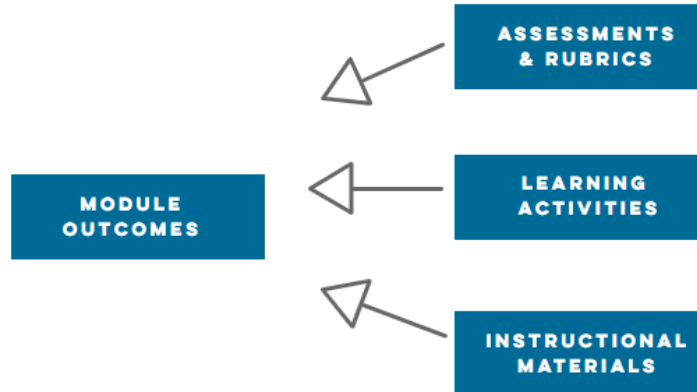 ASSESSMENTS
& RUBRICS
MODULE
OUTCOMES
LEARNING
ACTIVITIES
INSTRUCTIONAL
MATERIALS